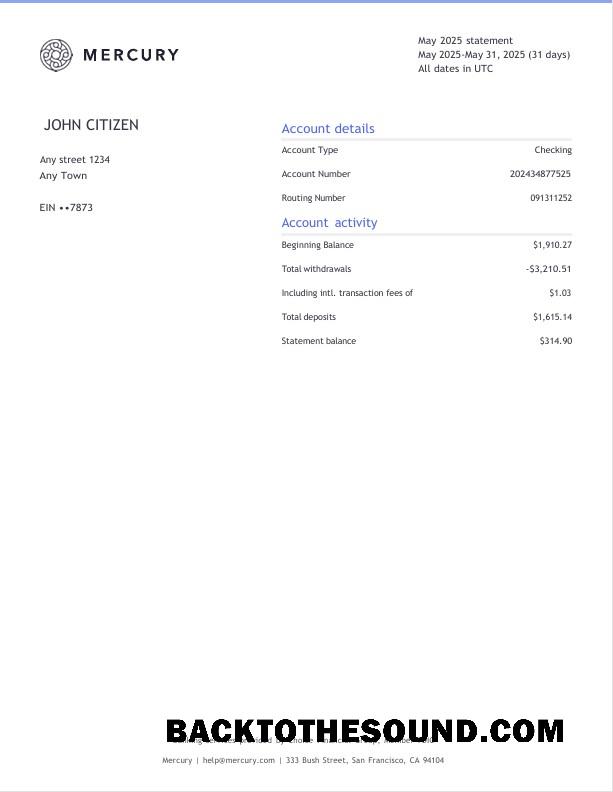 MERCURY
May 2025 statement
May 2025-May 31, 2025 (31 days)
All dates in UTC
JOHN CITIZEN
Any street 1234
Any Town
EIN ••7873
Account details
Account Type Checking
Account Number 202434877525
Routing Number 091311252
Account activity
Beginning Balance $1,910.27
Total withdrawals -$3,210.51
Including intl. transaction fees of $1.03
Total deposits $1,615.14
Statement balance $314.90
BACKTOTHESOUND.COM
Mercury | help@mercury.com | 333 Bush Street, San Francisco, CA 94104